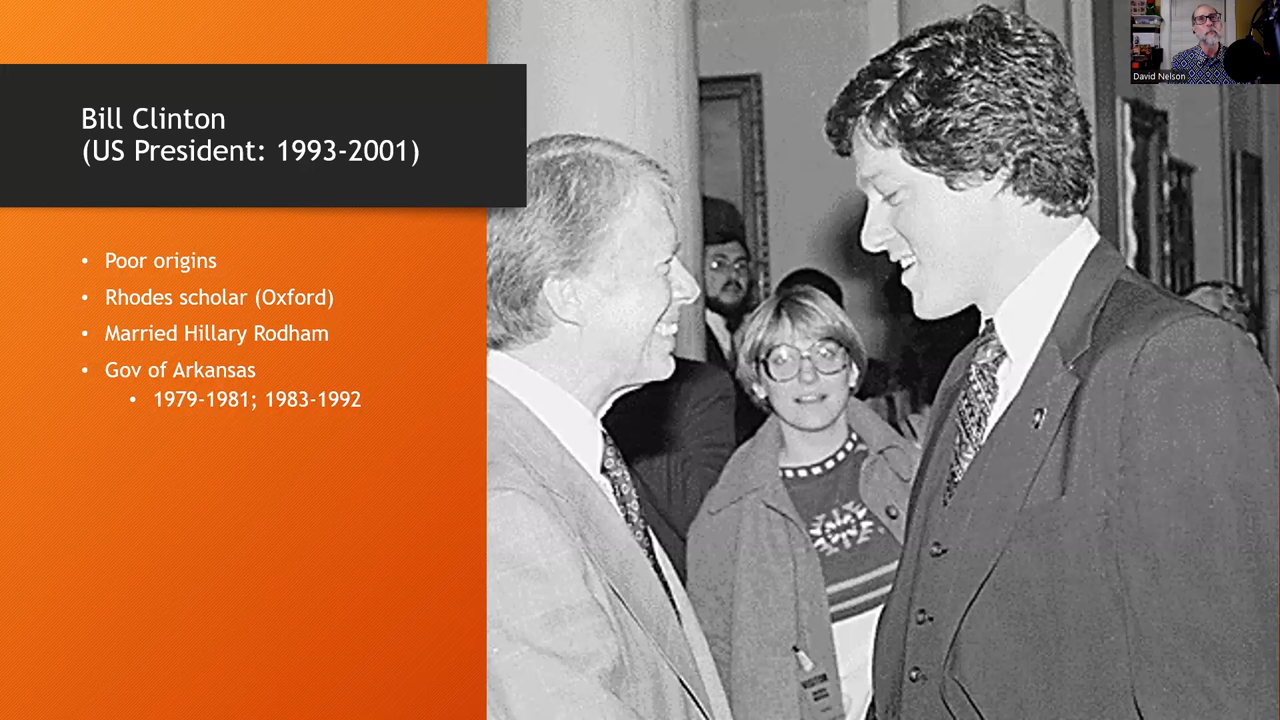 Bill Clinton
(US President: 1993-2001)
• Poor origins
• Rhodes scholar (Oxford)
• Married Hillary Rodham
• Gov of Arkansas
• 1979-1981; 1983-1992
David Nelson